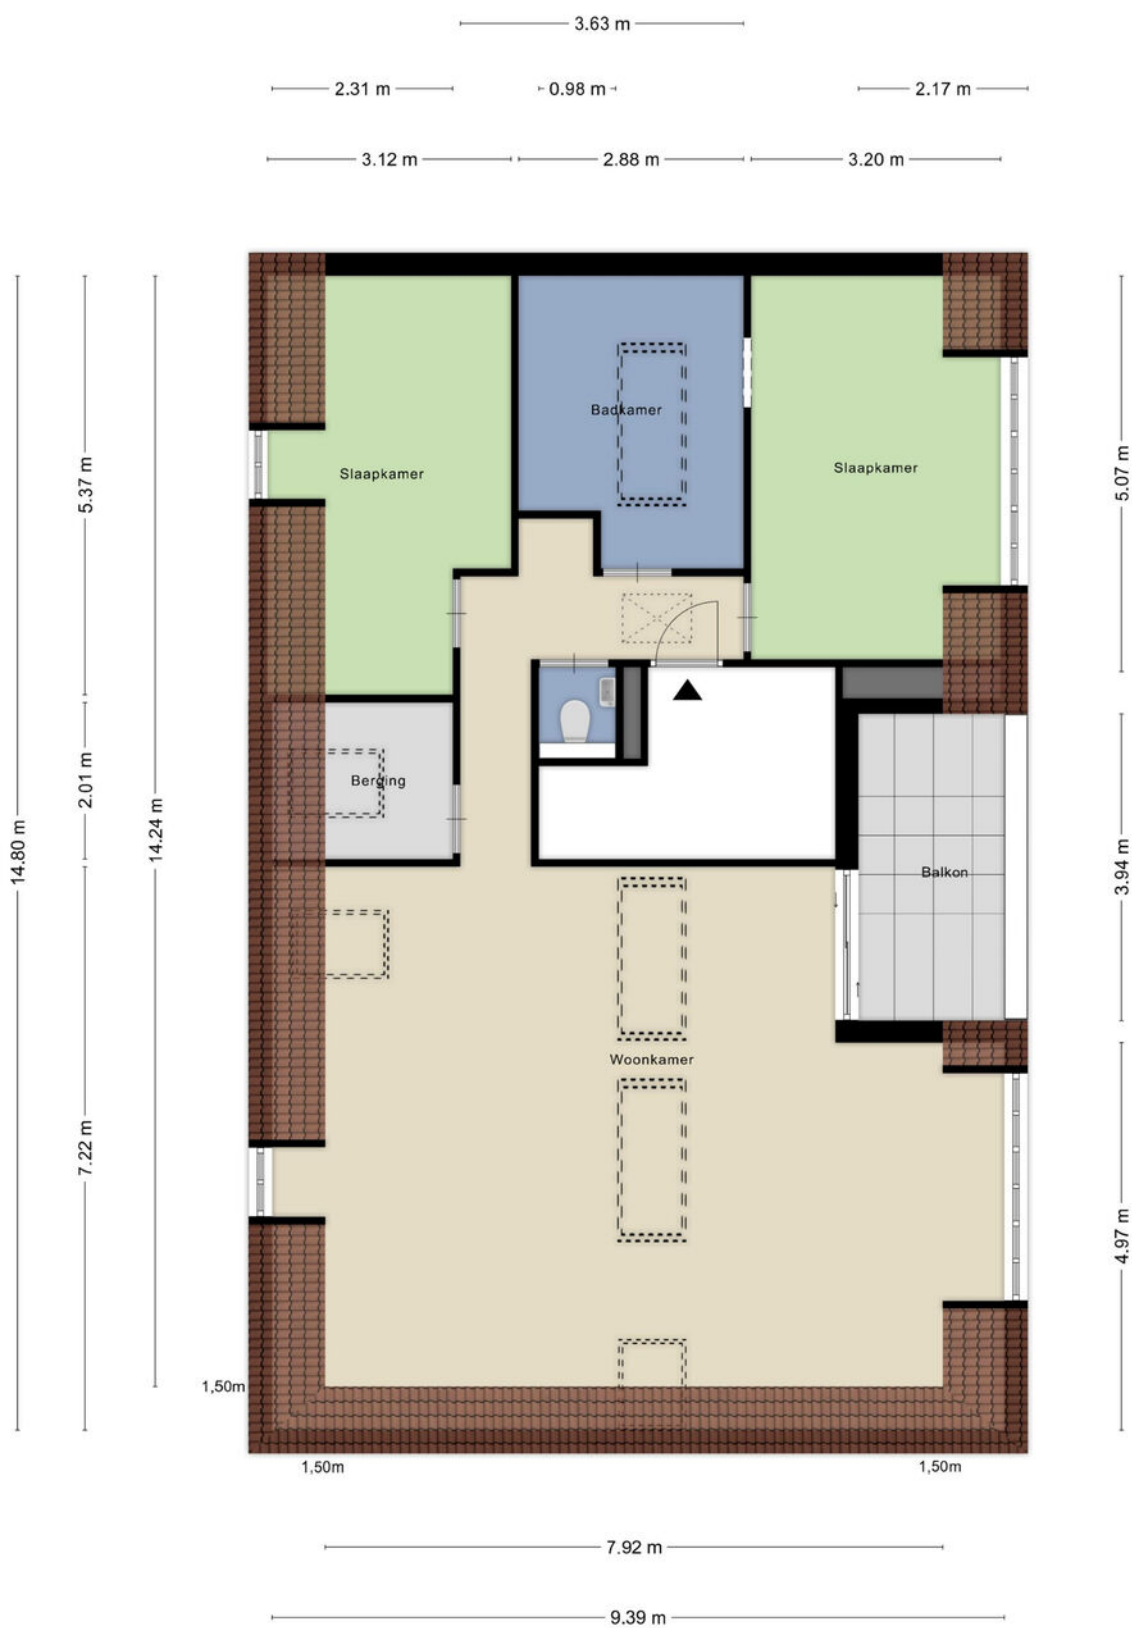 3.63 m
2.31 m
0.98 m
2.17 m
3.12 m
2.88 m
3.20 m
Badkamer
Slaapkamer
Slaapkamer
5.37 m
5.07 m
Berging
2.01 m
14.24 m
14.80 m
Balkon
3.94 m
Woonkamer
7.22 m
4.97 m
1,50m
1,50m
1,50m
7.92 m
9.39 m